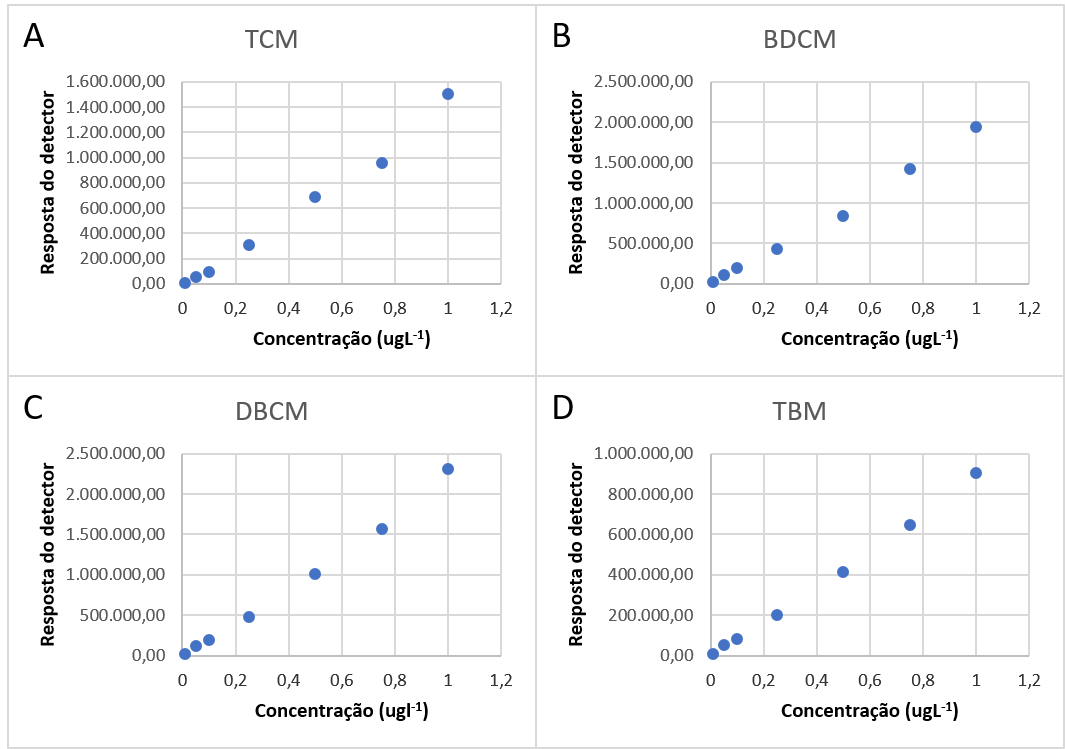 A
TCM
1.600.000,00
1.400.000,00
1.200.000,00
1.000.000,00
800.000,00
600.000,00
400.000,00
200.000,00
0,00
Resposta do detector
0 0,2 0,4 0,6 0,8 1 1,2
Concentração (ugL⁻¹)
B
BDCM
2.500.000,00
2.000.000,00
1.500.000,00
1.000.000,00
500.000,00
0,00
Resposta do detector
0 0,2 0,4 0,6 0,8 1 1,2
Concentração (ugL⁻¹)
C
DBCM
2.500.000,00
2.000.000,00
1.500.000,00
1.000.000,00
500.000,00
0,00
Resposta do detector
0 0,2 0,4 0,6 0,8 1 1,2
Concentração (ugl⁻¹)
D
TBM
1.000.000,00
800.000,00
600.000,00
400.000,00
200.000,00
0,00
Resposta do detector
0 0,2 0,4 0,6 0,8 1 1,2
Concentração (ugL⁻¹)